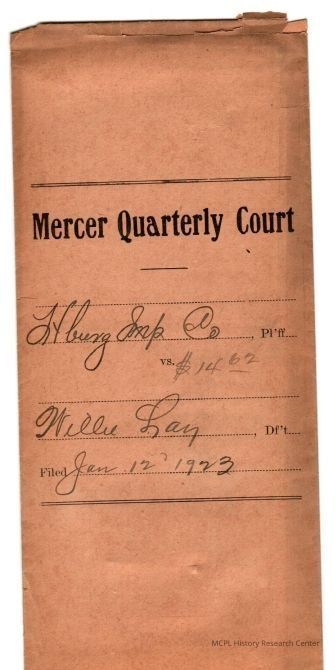 Mercer Quarterly Court
Hburg Imp Co, Pl'ff
vs. $14 62
Willie Lay, Df't
Filed Jan 12' 1923
MCPL History Research Center